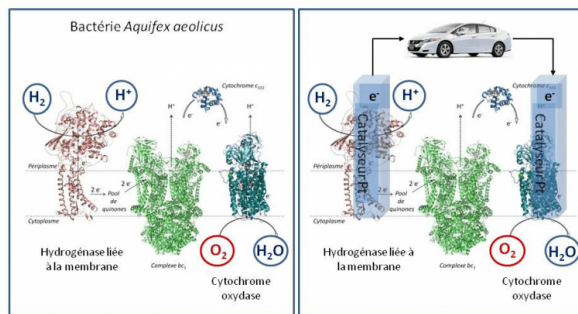 Bactérie Aquifex aeolicus
H₂
H⁺
Cytochrome c₅₅₅
H⁺
e⁻
e⁻
H⁺
Périplasme
2 e⁻
Pool
de
quinones
2 e⁻
Cytoplasme
Hydrogénase liée
à la membrane
Complexe bc₁
O₂
H₂O
Cytochrome
oxydase
H₂
e⁻
H⁺
Catalyseur Pt
Cytochrome
H⁺
e⁻
e⁻
e⁻
Catalyseur Pt
Périplasme
2 e⁻
Pool
de
quinones
2 e⁻
Cytoplasme
Hydrogénase liée à
la membrane
Complexe bc₁
O₂
H₂O
Cytochrome
oxydase